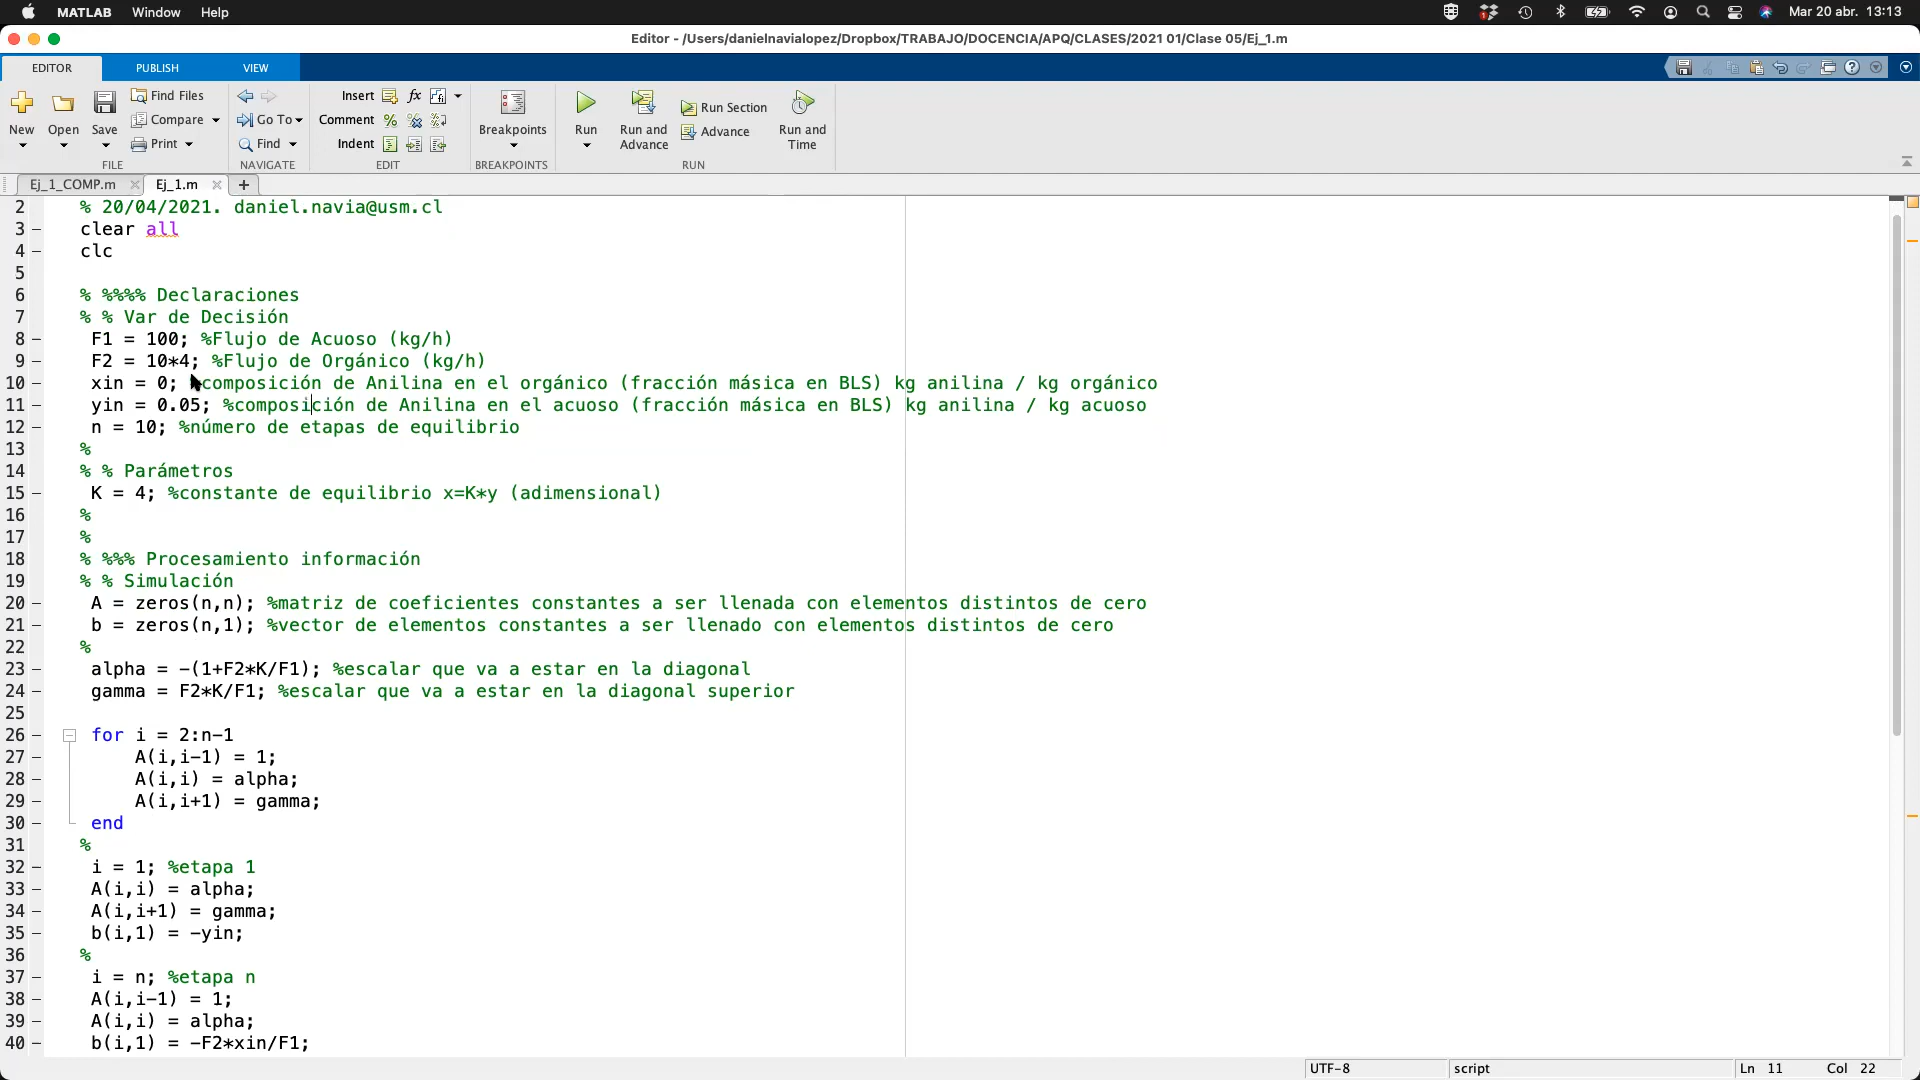 MATLAB Window Help Mar 20 abr. 13:13
Editor - /Users/danielnavialopez/Dropbox/TRABAJO/DOCENCIA/APQ/CLASES/2021 01/Clase 05/Ej_1.m
EDITOR PUBLISH VIEW
Find Files Insert fx Run Section
Compare Go To Comment
Print Find Indent Advance
New Open Save Breakpoints Run Run and Advance Run and Time
FILE NAVIGATE EDIT BREAKPOINTS RUN
Ej_1_COMP.m Ej_1.m
2 % 20/04/2021. daniel.navia@usm.cl
3 – clear all
4 – clc
5
6 % %%%% Declaraciones
7 % % Var de Decisión
8 – F1 = 100; %Flujo de Acuoso (kg/h)
9 – F2 = 10*4; %Flujo de Orgánico (kg/h)
10 – xin = 0; %composición de Anilina en el orgánico (fracción másica en BLS) kg anilina / kg orgánico
11 – yin = 0.05; %composición de Anilina en el acuoso (fracción másica en BLS) kg anilina / kg acuoso
12 – n = 10; %número de etapas de equilibrio
13 %
14 % % Parámetros
15 – K = 4; %constante de equilibrio x=K*y (adimensional)
16 %
17 %
18 % %%% Procesamiento información
19 % % Simulación
20 – A = zeros(n,n); %matriz de coeficientes constantes a ser llenada con elementos distintos de cero
21 – b = zeros(n,1); %vector de elementos constantes a ser llenado con elementos distintos de cero
22 %
23 – alpha = -(1+F2*K/F1); %escalar que va a estar en la diagonal
24 – gamma = F2*K/F1; %escalar que va a estar en la diagonal superior
25
26 – for i = 2:n-1
27 – A(i,i-1) = 1;
28 – A(i,i) = alpha;
29 – A(i,i+1) = gamma;
30 – end
31 %
32 – i = 1; %etapa 1
33 – A(i,i) = alpha;
34 – A(i,i+1) = gamma;
35 – b(i,1) = -yin;
36 %
37 – i = n; %etapa n
38 – A(i,i-1) = 1;
39 – A(i,i) = alpha;
40 – b(i,1) = -F2*xin/F1;
UTF-8 script Ln 11 Col 22